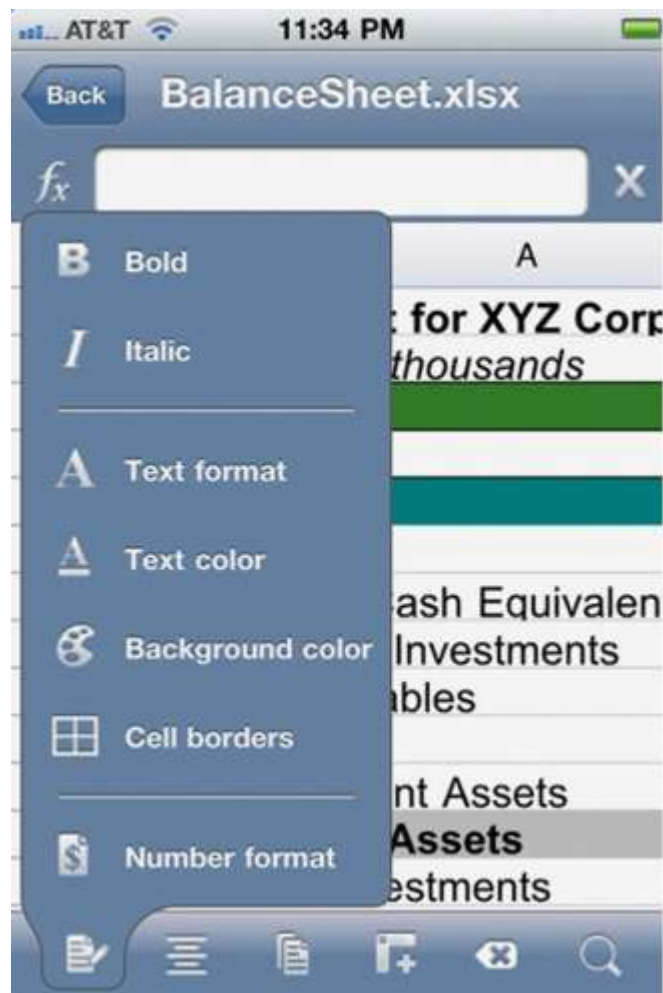 AT&T 11:34 PM
Back BalanceSheet.xlsx
fx X
A
Bold
Italic
Text format
Text color
Background color
Cell borders
Number format
for XYZ Corp
thousands
ash Equivalen
Investments
ables
nt Assets
Assets
estments